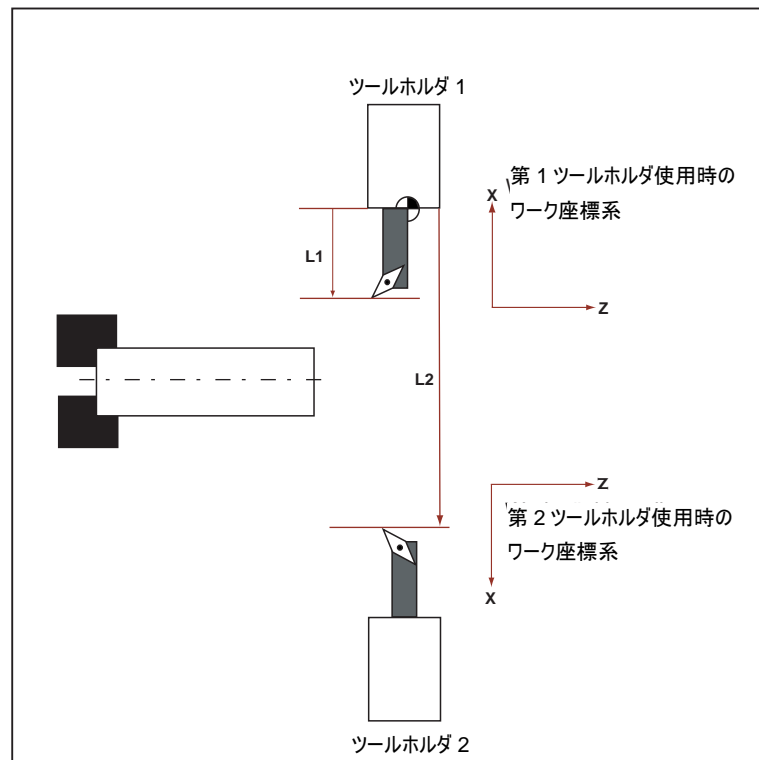 ツールホルダ 1
第 1 ツールホルダ使用時の
X
ワーク座標系
L1
Z
L2
Z
第 2 ツールホルダ使用時の
ワーク座標系
X
ツールホルダ 2